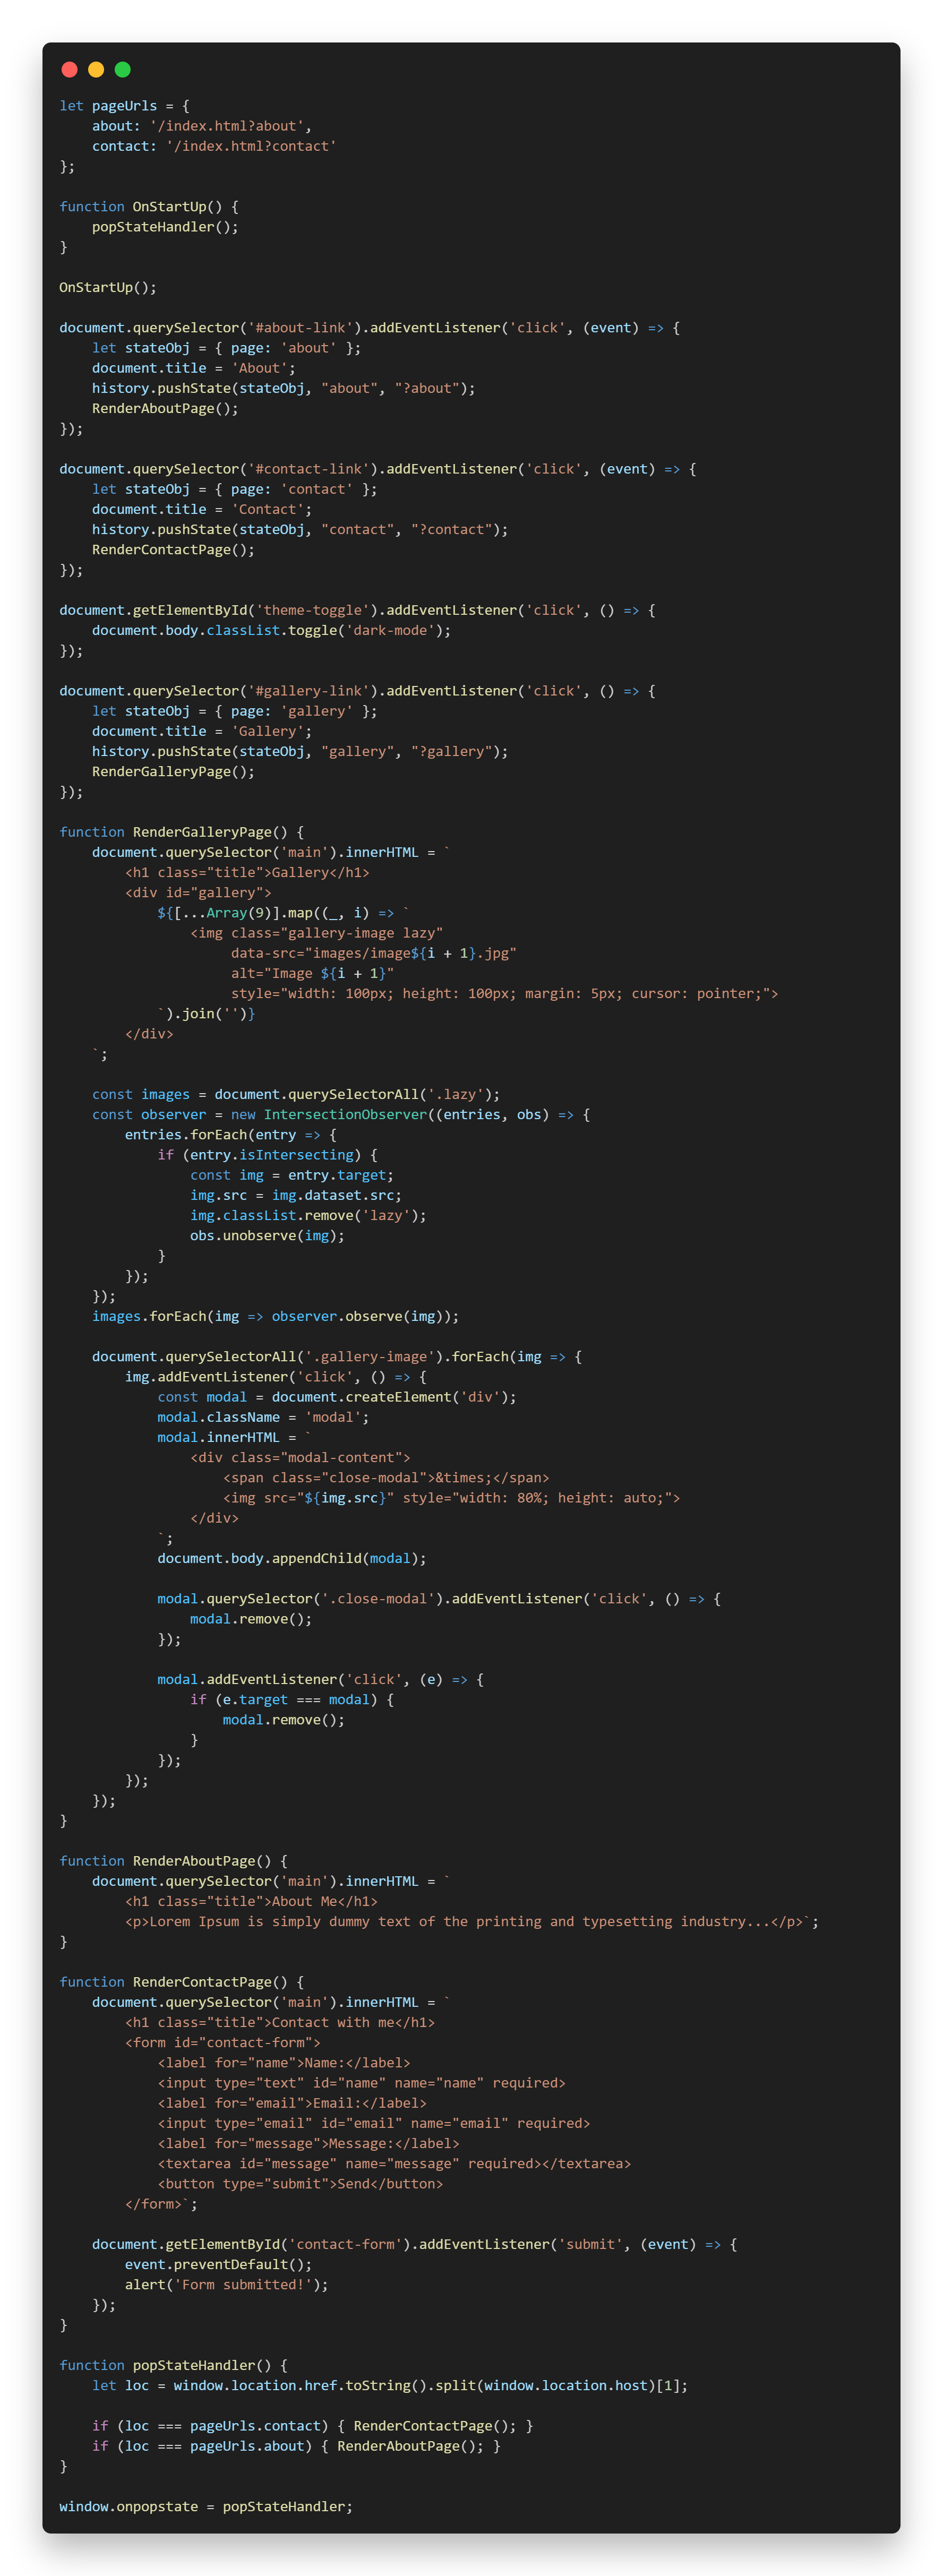 let pageUrls = {
    about: '/index.html?about',
    contact: '/index.html?contact'
};

function OnStartUp() {
    popStateHandler();
}

OnStartUp();

document.querySelector('#about-link').addEventListener('click', (event) => {
    let stateObj = { page: 'about' };
    document.title = 'About';
    history.pushState(stateObj, "about", "?about");
    RenderAboutPage();
});

document.querySelector('#contact-link').addEventListener('click', (event) => {
    let stateObj = { page: 'contact' };
    document.title = 'Contact';
    history.pushState(stateObj, "contact", "?contact");
    RenderContactPage();
});

document.getElementById('theme-toggle').addEventListener('click', () => {
    document.body.classList.toggle('dark-mode');
});

document.querySelector('#gallery-link').addEventListener('click', () => {
    let stateObj = { page: 'gallery' };
    document.title = 'Gallery';
    history.pushState(stateObj, "gallery", "?gallery");
    RenderGalleryPage();
});

function RenderGalleryPage() {
    document.querySelector('main').innerHTML = `
        <h1 class="title">Gallery</h1>
        <div id="gallery">
            ${[...Array(9)].map((_, i) => `
                <img class="gallery-image lazy"
                     data-src="images/image${i + 1}.jpg"
                     alt="Image ${i + 1}"
                     style="width: 100px; height: 100px; margin: 5px; cursor: pointer;">
            `).join('')}
        </div>
    `;

    const images = document.querySelectorAll('.lazy');
    const observer = new IntersectionObserver((entries, obs) => {
        entries.forEach(entry => {
            if (entry.isIntersecting) {
                const img = entry.target;
                img.src = img.dataset.src;
                img.classList.remove('lazy');
                obs.unobserve(img);
            }
        });
    });
    images.forEach(img => observer.observe(img));

    document.querySelectorAll('.gallery-image').forEach(img => {
        img.addEventListener('click', () => {
            const modal = document.createElement('div');
            modal.className = 'modal';
            modal.innerHTML = `
                <div class="modal-content">
                    <span class="close-modal">&times;</span>
                    <img src="${img.src}" style="width: 80%; height: auto;">
                </div>
            `;
            document.body.appendChild(modal);

            modal.querySelector('.close-modal').addEventListener('click', () => {
                modal.remove();
            });

            modal.addEventListener('click', (e) => {
                if (e.target === modal) {
                    modal.remove();
                }
            });
        });
    });
}

function RenderAboutPage() {
    document.querySelector('main').innerHTML = `
        <h1 class="title">About Me</h1>
        <p>Lorem Ipsum is simply dummy text of the printing and typesetting industry...</p>`;
}

function RenderContactPage() {
    document.querySelector('main').innerHTML = `
        <h1 class="title">Contact with me</h1>
        <form id="contact-form">
            <label for="name">Name:</label>
            <input type="text" id="name" name="name" required>
            <label for="email">Email:</label>
            <input type="email" id="email" name="email" required>
            <label for="message">Message:</label>
            <textarea id="message" name="message" required></textarea>
            <button type="submit">Send</button>
        </form>`;

    document.getElementById('contact-form').addEventListener('submit', (event) => {
        event.preventDefault();
        alert('Form submitted!');
    });
}

function popStateHandler() {
    let loc = window.location.href.toString().split(window.location.host)[1];

    if (loc === pageUrls.contact) { RenderContactPage(); }
    if (loc === pageUrls.about) { RenderAboutPage(); }
}

window.onpopstate = popStateHandler;